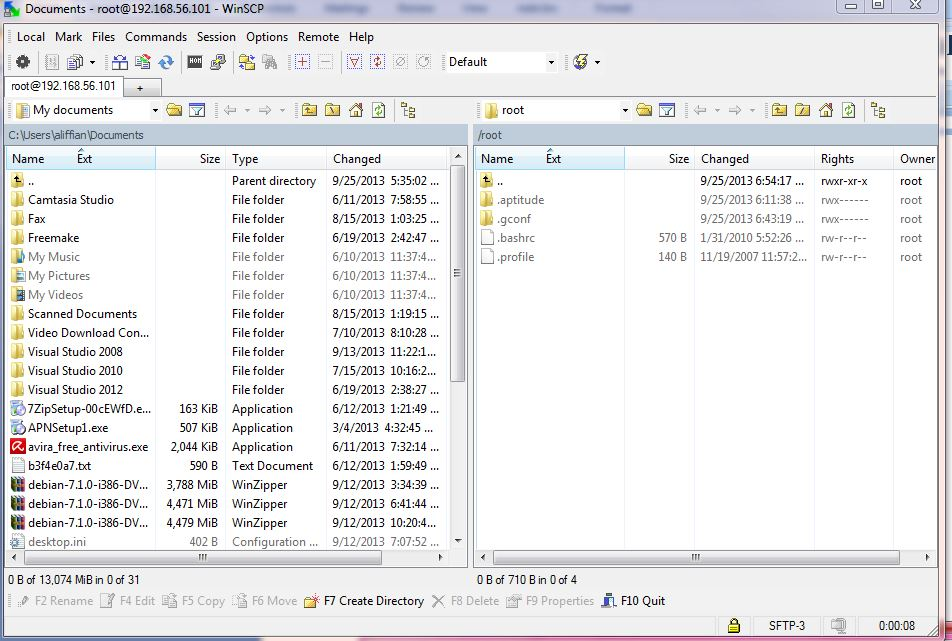 Documents - root@192.168.56.101 - WinSCP
Local Mark Files Commands Session Options Remote Help
Default
root@192.168.56.101 +
My documents
root
C:\Users\aliffian\Documents
/root
Name Ext Size Type Changed
Name Ext Size Changed Rights Owner
.. Parent directory 9/25/2013 5:35:02 ...
Camtasia Studio File folder 6/11/2013 7:58:55 ...
Fax File folder 8/15/2013 1:03:25 ...
Freemake File folder 6/19/2013 2:42:47 ...
My Music File folder 6/10/2013 11:37:4...
My Pictures File folder 6/10/2013 11:37:4...
My Videos File folder 6/10/2013 11:37:4...
Scanned Documents File folder 8/15/2013 1:19:15 ...
Video Download Con... File folder 7/10/2013 8:10:28 ...
Visual Studio 2008 File folder 9/13/2013 11:22:1...
Visual Studio 2010 File folder 7/15/2013 10:16:2...
Visual Studio 2012 File folder 6/19/2013 2:38:27 ...
7ZipSetup-00cEWfD.e... 163 KiB Application 6/12/2013 1:21:49 ...
APNSetup1.exe 507 KiB Application 3/4/2013 4:32:45 ...
avira_free_antivirus.exe 2,044 KiB Application 6/11/2013 7:32:14 ...
b3f4e0a7.txt 590 B Text Document 6/12/2013 1:59:49 ...
debian-7.1.0-i386-DV... 3,788 MiB WinZipper 9/12/2013 3:34:39 ...
debian-7.1.0-i386-DV... 4,471 MiB WinZipper 9/12/2013 6:41:44 ...
debian-7.1.0-i386-DV... 4,479 MiB WinZipper 9/12/2013 10:20:4...
desktop.ini 402 B Configuration ... 9/12/2013 7:07:52 ...
.. 9/25/2013 6:54:17 ... rwxr-xr-x root
.aptitude 9/25/2013 6:11:38 ... rwx------ root
.gconf 9/25/2013 6:43:19 ... rwx------ root
.bashrc 570 B 1/31/2010 5:52:26 ... rw-r--r-- root
.profile 140 B 11/19/2007 11:57:2... rw-r--r-- root
0 B of 13,074 MiB in 0 of 31
0 B of 710 B in 0 of 4
F2 Rename F4 Edit F5 Copy F6 Move F7 Create Directory F8 Delete F9 Properties F10 Quit
SFTP-3 0:00:08